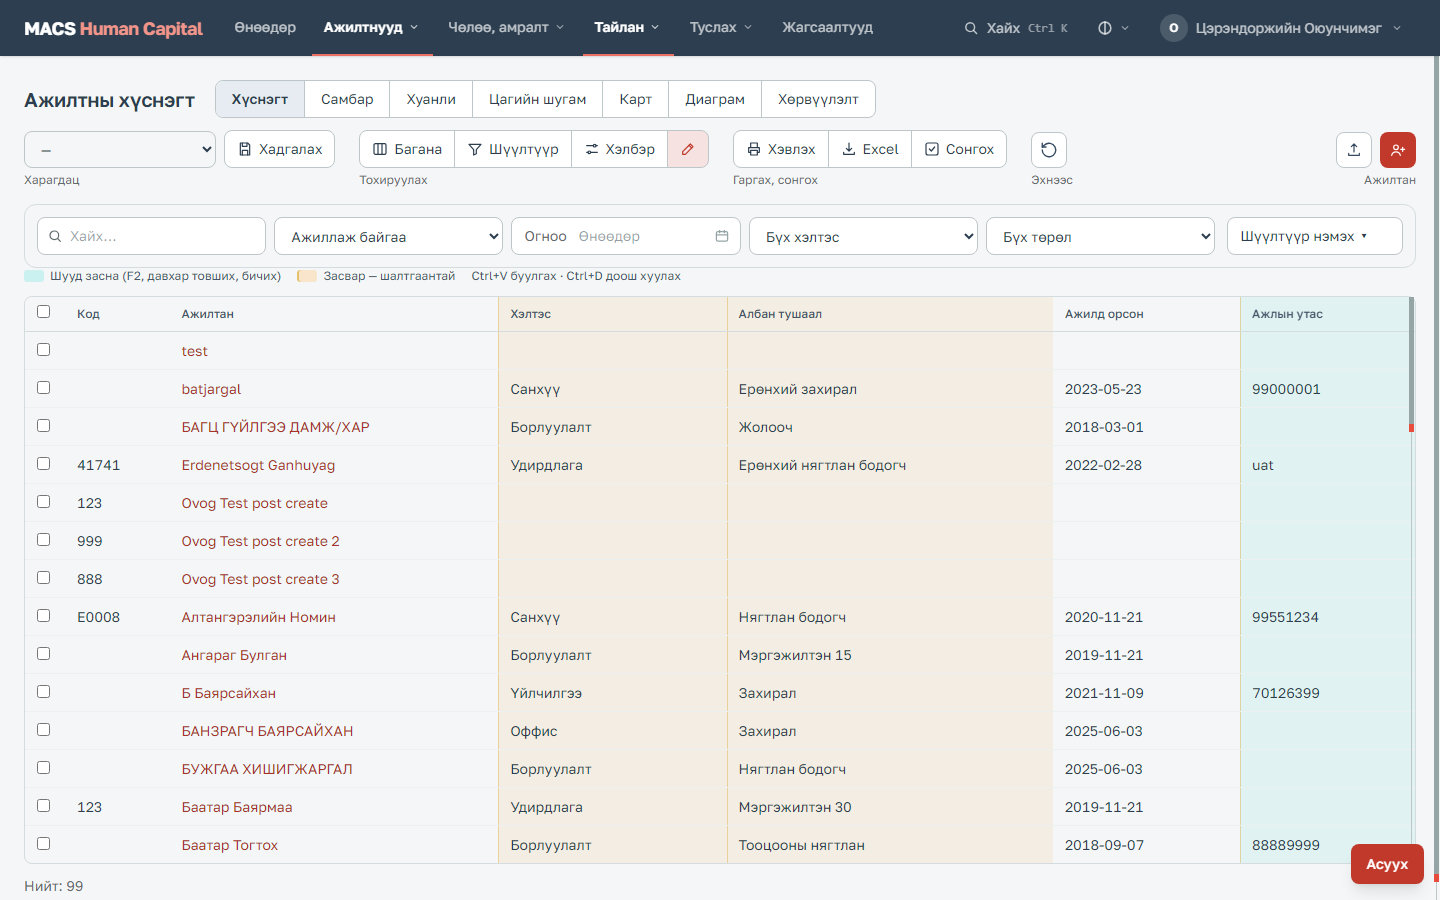 MACS Human Capital Өнөөдөр Ажилтнууд Чөлөө, амралт Тайлан Туслах Жагсаалтууд Хайх Ctrl K О Цэрэндоржийн Оюунчимэг
Ажилтны хүснэгт Хүснэгт Самбар Хуанли Цагийн шугам Карт Диаграм Хөрвүүлэлт
— Хадгалах Багана Шүүлтүүр Хэлбэр Хэвлэх Excel Сонгох
Харагдац Тохируулах Гаргах, сонгох Эхнээс Ажилтан
Хайх... Ажиллаж байгаа Огноо Өнөөдөр Бүх хэлтэс Бүх төрөл Шүүлтүүр нэмэх ▾
Шууд засна (F2, давхар товших, бичих) Засвар — шалтгаантай Ctrl+V буулгах · Ctrl+D доош хуулах
Код Ажилтан Хэлтэс Албан тушаал Ажилд орсон Ажлын утас
test
batjargal Санхүү Ерөнхий захирал 2023-05-23 99000001
БАГЦ ГҮЙЛГЭЭ ДАМЖ/ХАР Борлуулалт Жолооч 2018-03-01
41741 Erdenetsogt Ganhuyag Удирдлага Ерөнхий нягтлан бодогч 2022-02-28 uat
123 Ovog Test post create
999 Ovog Test post create 2
888 Ovog Test post create 3
E0008 Алтангэрэлийн Номин Санхүү Нягтлан бодогч 2020-11-21 99551234
Ангараг Булган Борлуулалт Мэргэжилтэн 15 2019-11-21
Б Баярсайхан Үйлчилгээ Захирал 2021-11-09 70126399
БАНЗРАГЧ БАЯРСАЙХАН Оффис Захирал 2025-06-03
БУЖГАА ХИШИГЖАРГАЛ Борлуулалт Нягтлан бодогч 2025-06-03
123 Баатар Баярмаа Удирдлага Мэргэжилтэн 30 2019-11-21
Баатар Тогтох Борлуулалт Тооцооны нягтлан 2018-09-07 88889999
Асуух
Нийт: 99